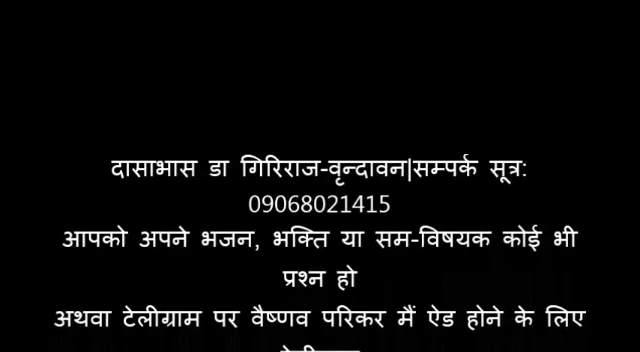 दासाभास डा गिरिराज-वृन्दावन|सम्पर्क सूत्र:
09068021415
आपको अपने भजन, भक्ति या सम-विषयक कोई भी
प्रश्न हो
अथवा टेलीग्राम पर वैष्णव परिकर मैं ऐड होने के लिए